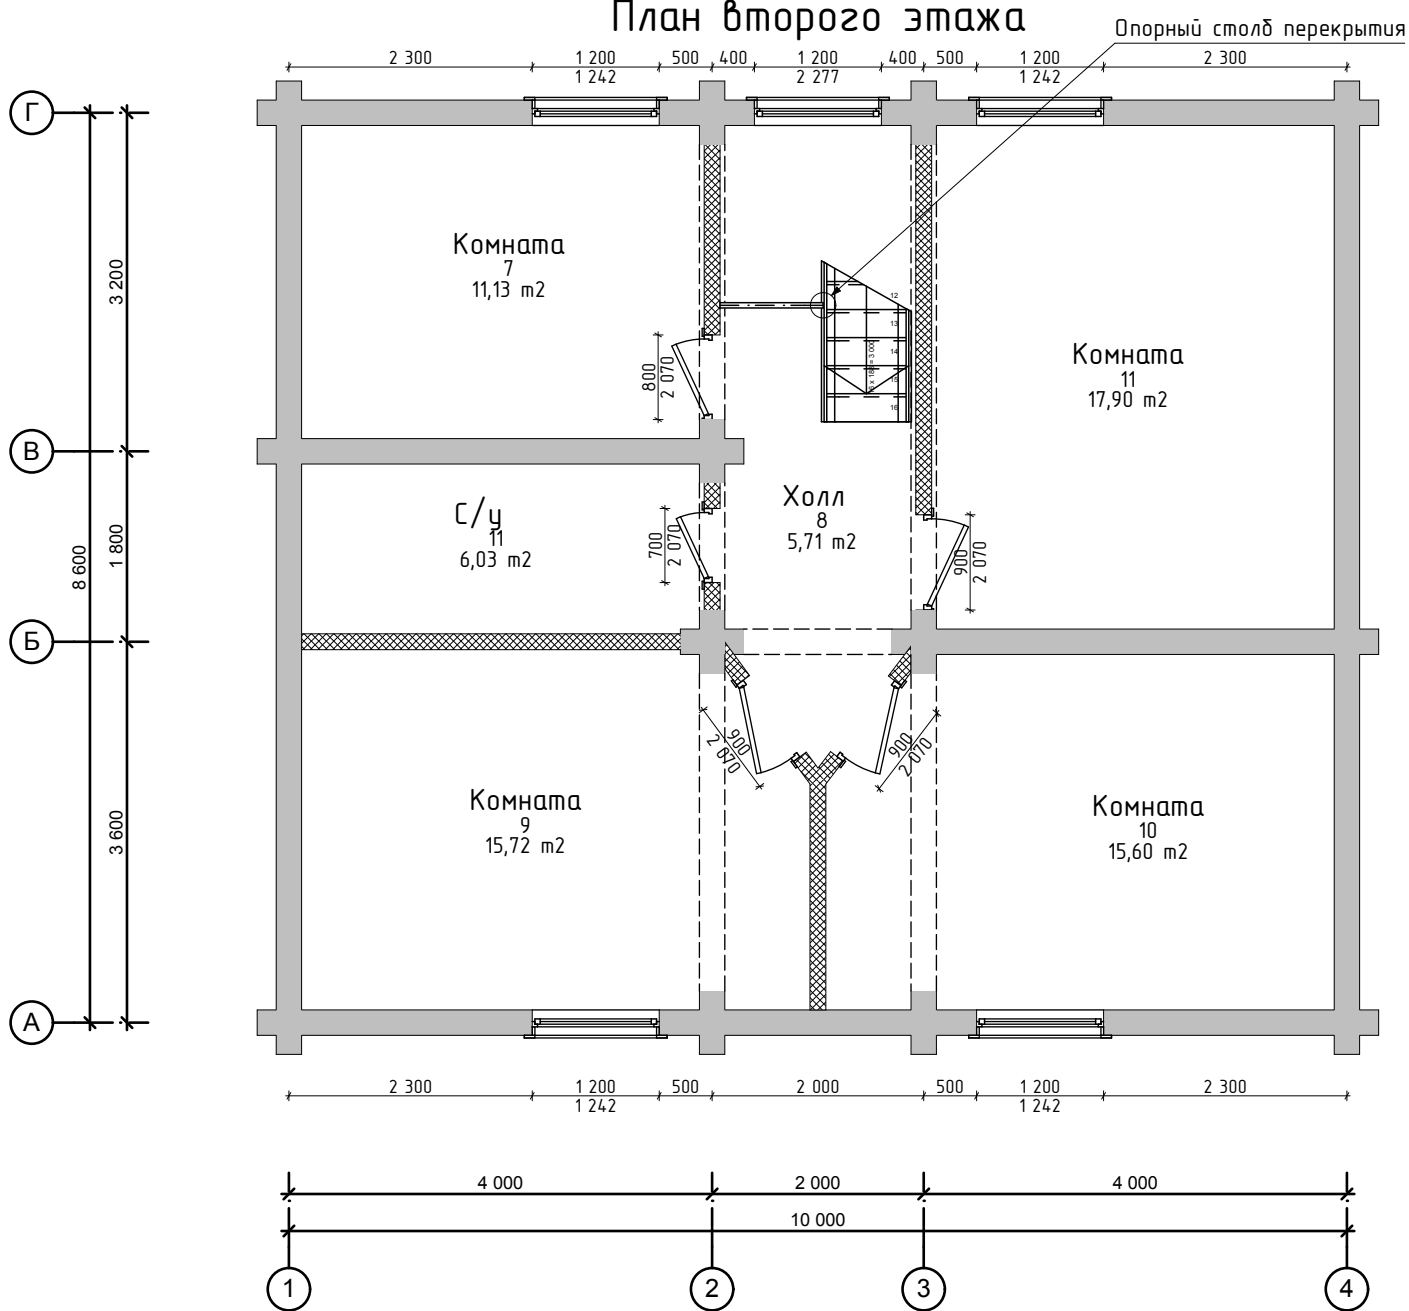 План второго этажа
Опорный столб перекрытия
2 300 1 200 500 400 1 200 400 500 1 200 2 300
1 242 2 277 1 242
Г
3 200
Комната
7
11,13 m2
12
13
14
15
16
Комната
11
17,90 m2
800
2 070
В
1 800
8 600
С/у
11
6,03 m2
700
2 070
Холл
8
5,71 m2
900
2 070
Б
3 600
900
2 070
900
2 070
Комната
9
15,72 m2
Комната
10
15,60 m2
А
2 300 1 200 500 2 000 500 1 200 2 300
1 242 1 242
4 000 2 000 4 000
10 000
1 2 3 4